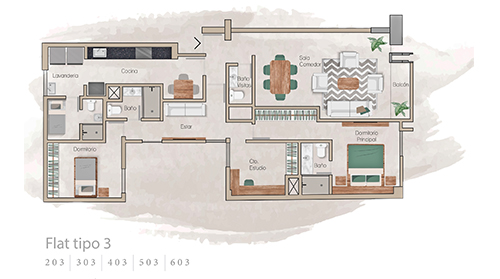 Lavandería
Cocina
Baño
Visitas
Sala
Comedor
Balcón
Baño
Estar
Dormitorio
Cto.
Estudio
Baño
Dormitorio
Principal
Flat tipo 3
203 | 303 | 403 | 503 | 603